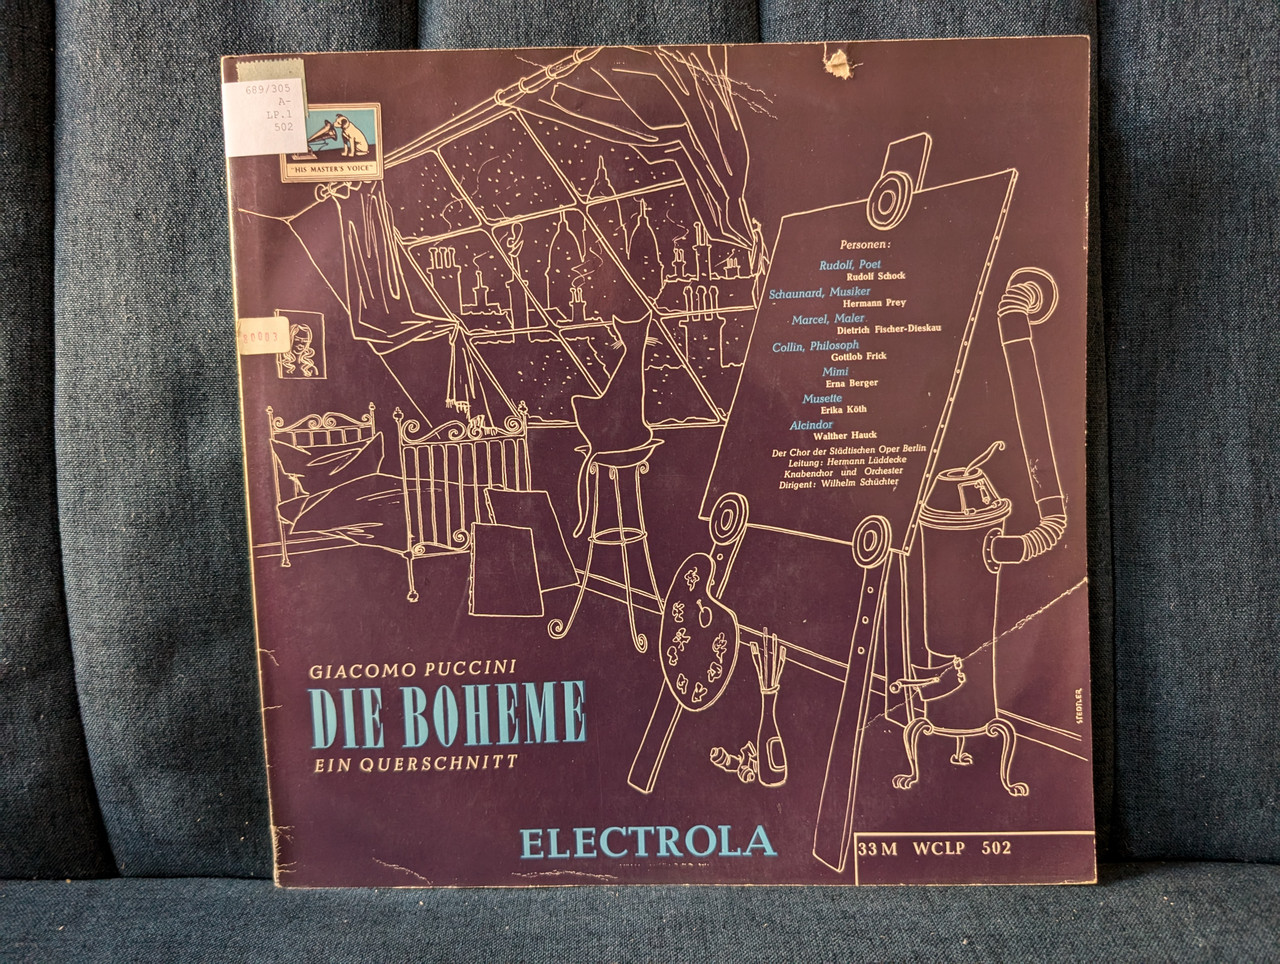 689/305
A-
LP.1
502
"HIS MASTER'S VOICE"
Personen:
Rudolf, Poet
Rudolf Schock
Schaunard, Musiker
Hermann Prey
Marcel, Maler
Dietrich Fischer-Dieskau
Collin, Philosoph
Gottlob Frick
Mimi
Erna Berger
Musette
Erika Köth
Alcindor
Walther Hauck
Der Chor der Städtischen Oper Berlin
Leitung: Hermann Lüddecke
Knabenchor und Orchester
Dirigent: Wilhelm Schüchter
GIACOMO PUCCINI
DIE BOHEME
EIN QUERSCHNITT
STEDTLER
ELECTROLA
33 M WCLP 502